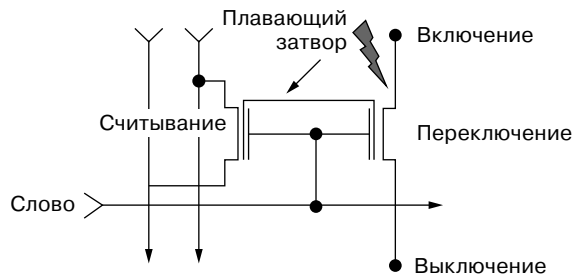 Плавающий
затвор
Включение
Считывание
Переключение
Слово
Выключение